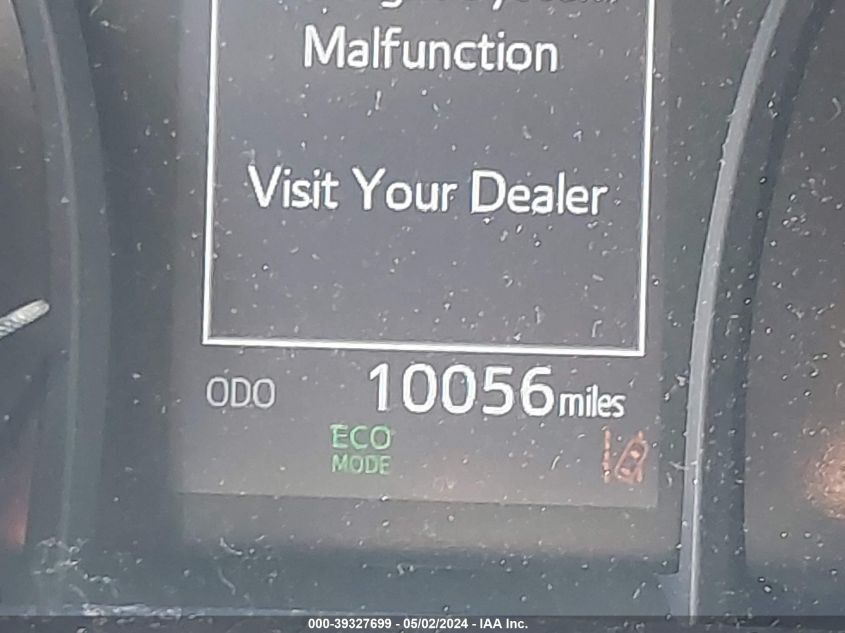 Malfunction
Visit Your Dealer
ODO 10056 miles
ECO
MODE
000-39327699 - 05/02/2024 - IAA Inc.